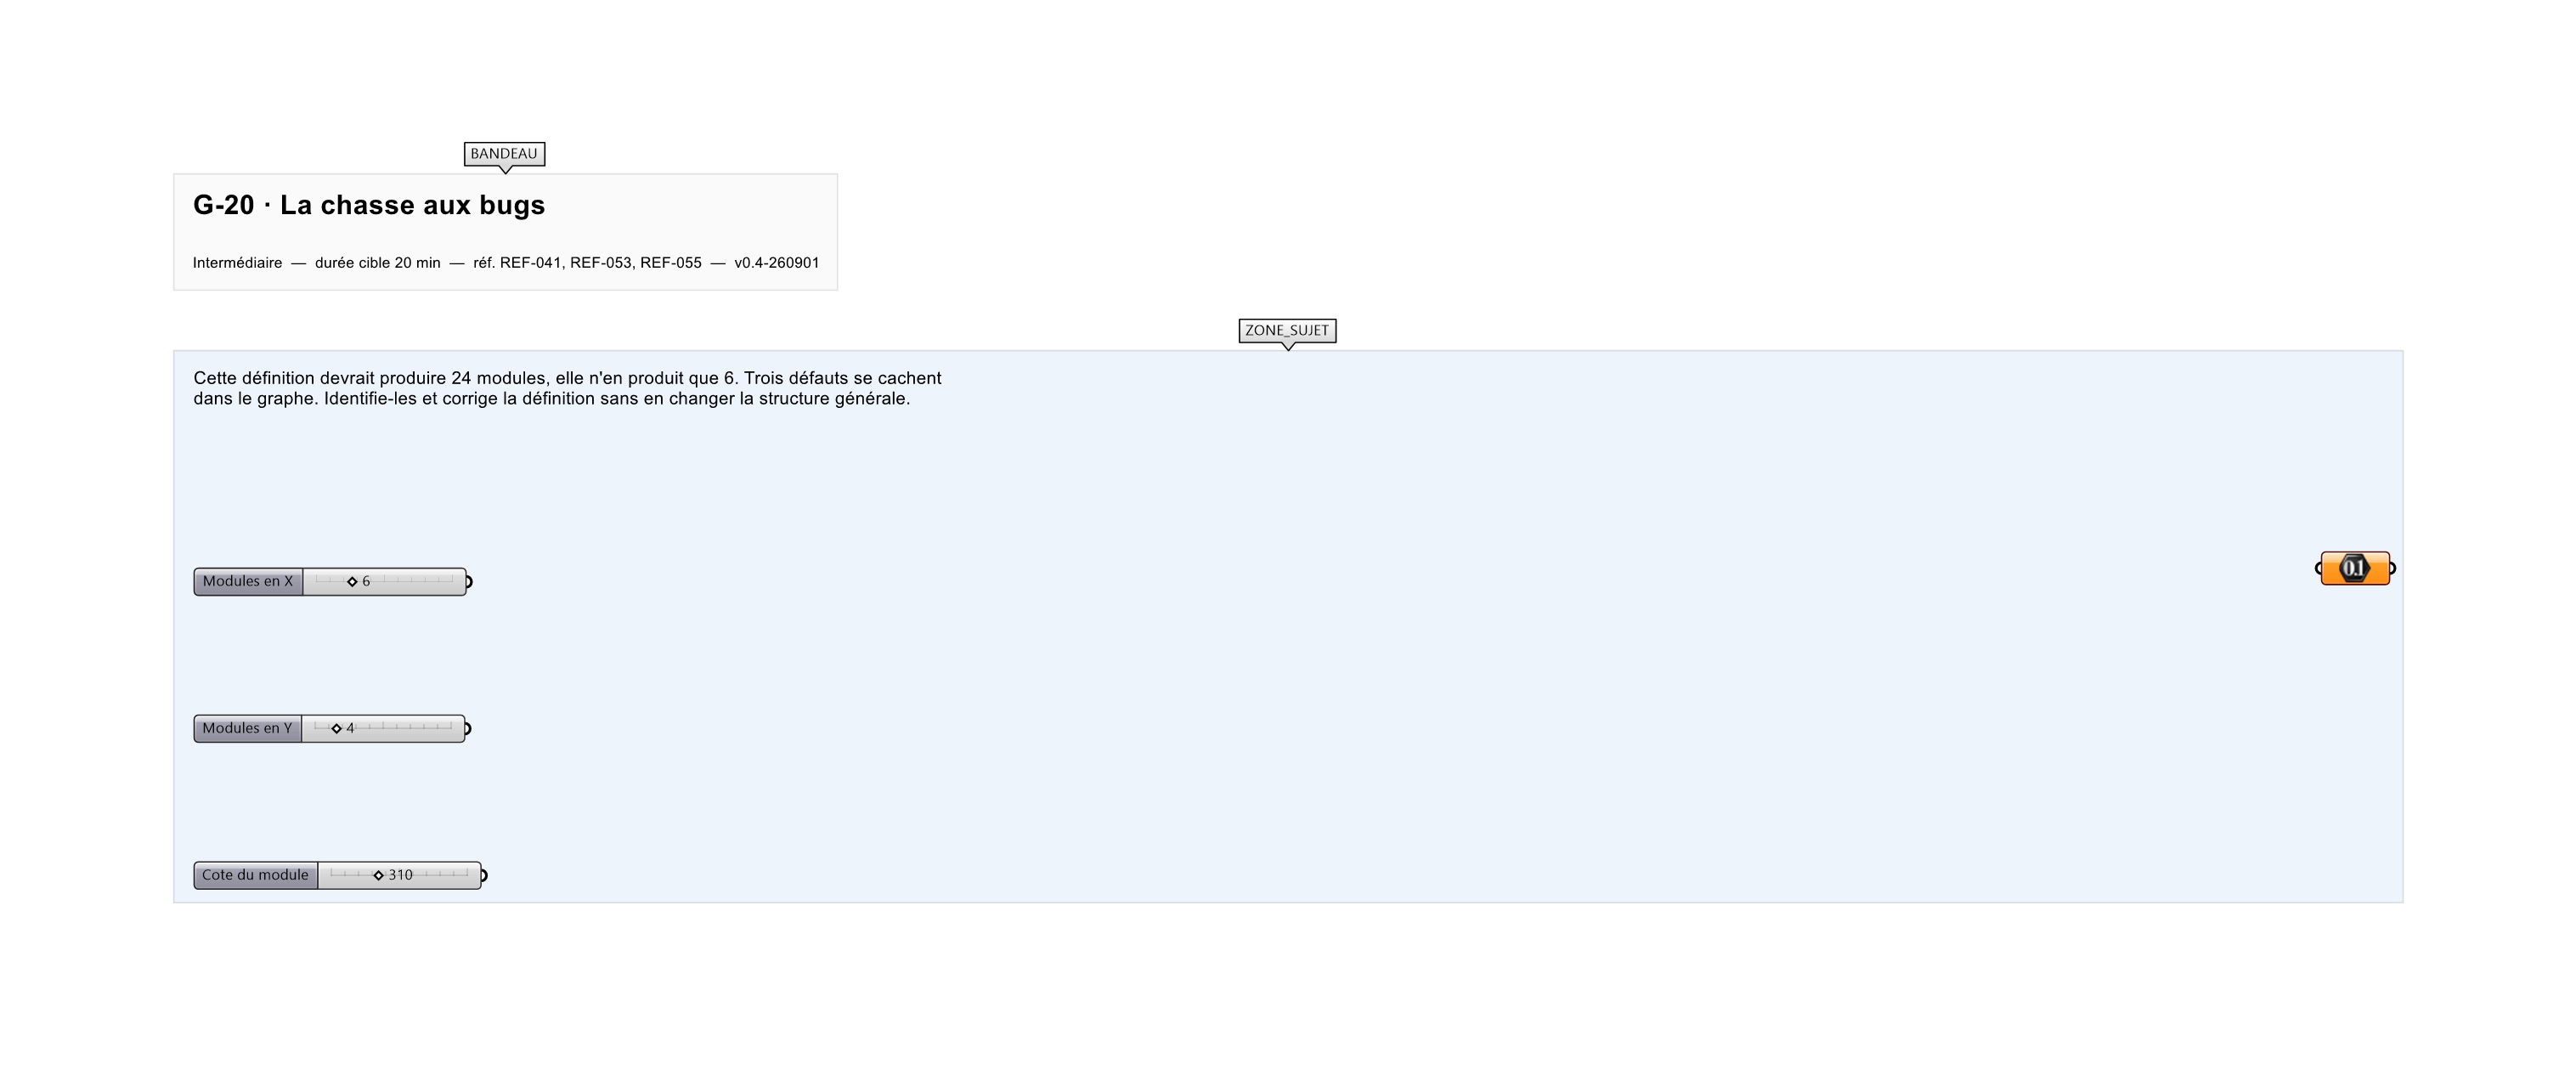 BANDEAU
G-20 · La chasse aux bugs
Intermédiaire — durée cible 20 min — réf. REF-041, REF-053, REF-055 — v0.4-260901
ZONE_SUJET
Cette définition devrait produire 24 modules, elle n'en produit que 6. Trois défauts se cachent
dans le graphe. Identifie-les et corrige la définition sans en changer la structure générale.
Modules en X 6
0.1
Modules en Y 4
Cote du module 310